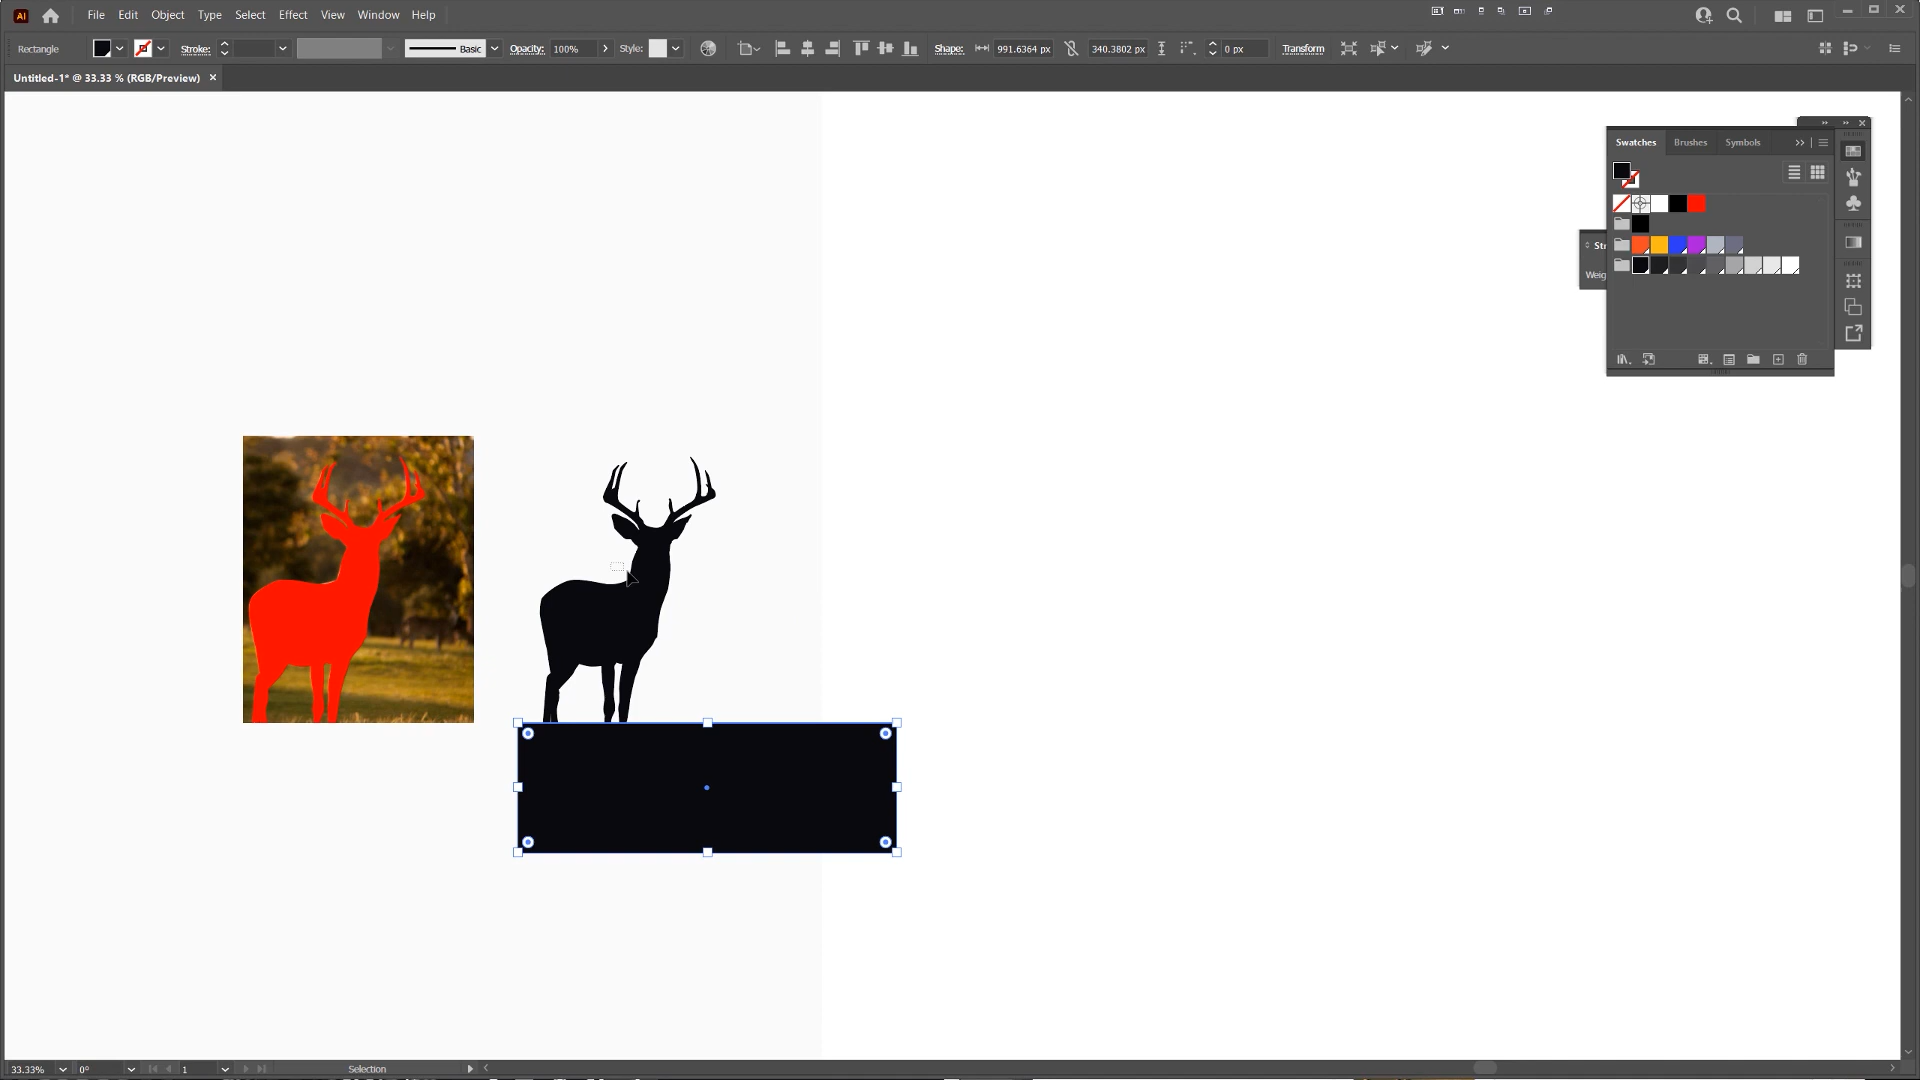 Ai File Edit Object Type Select Effect View Window Help
Rectangle Stroke: Basic Opacity: 100% Style: Shape: 991.6364 px 340.3802 px 0 px Transform
Untitled-1* @ 33.33 % (RGB/Preview)
Swatches Brushes Symbols
Str
Weig
33.33% 0° 1 Selection